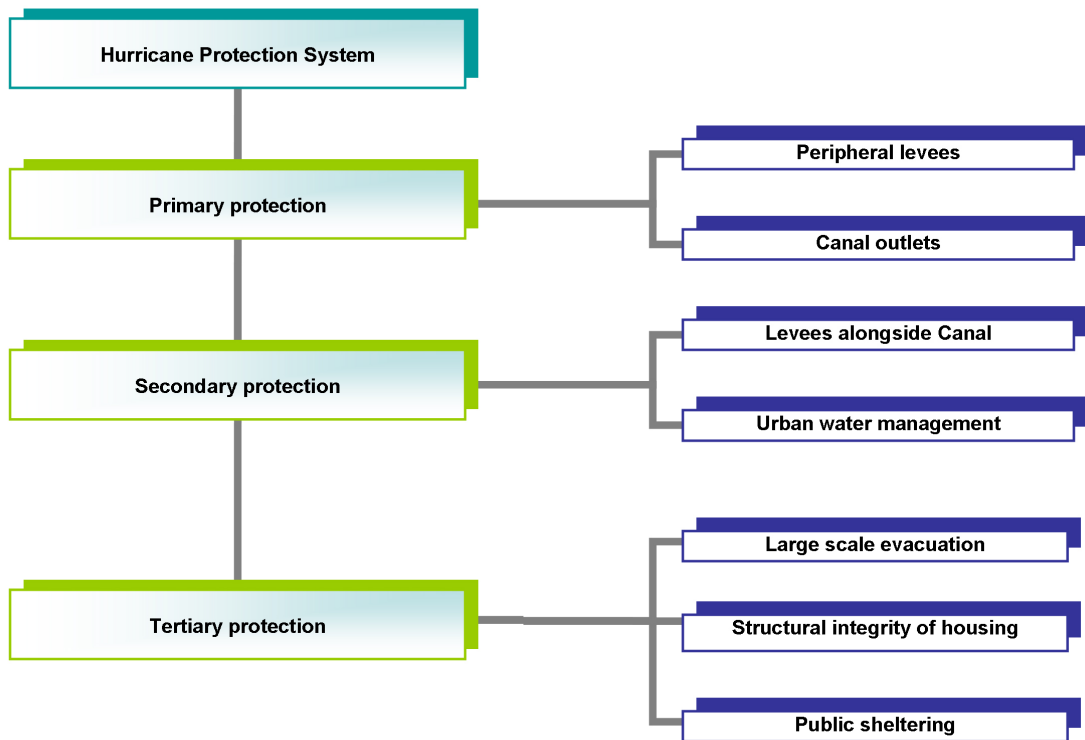 Hurricane Protection System
Primary protection
Peripheral levees
Canal outlets
Secondary protection
Levees alongside Canal
Urban water management
Tertiary protection
Large scale evacuation
Structural integrity of housing
Public sheltering